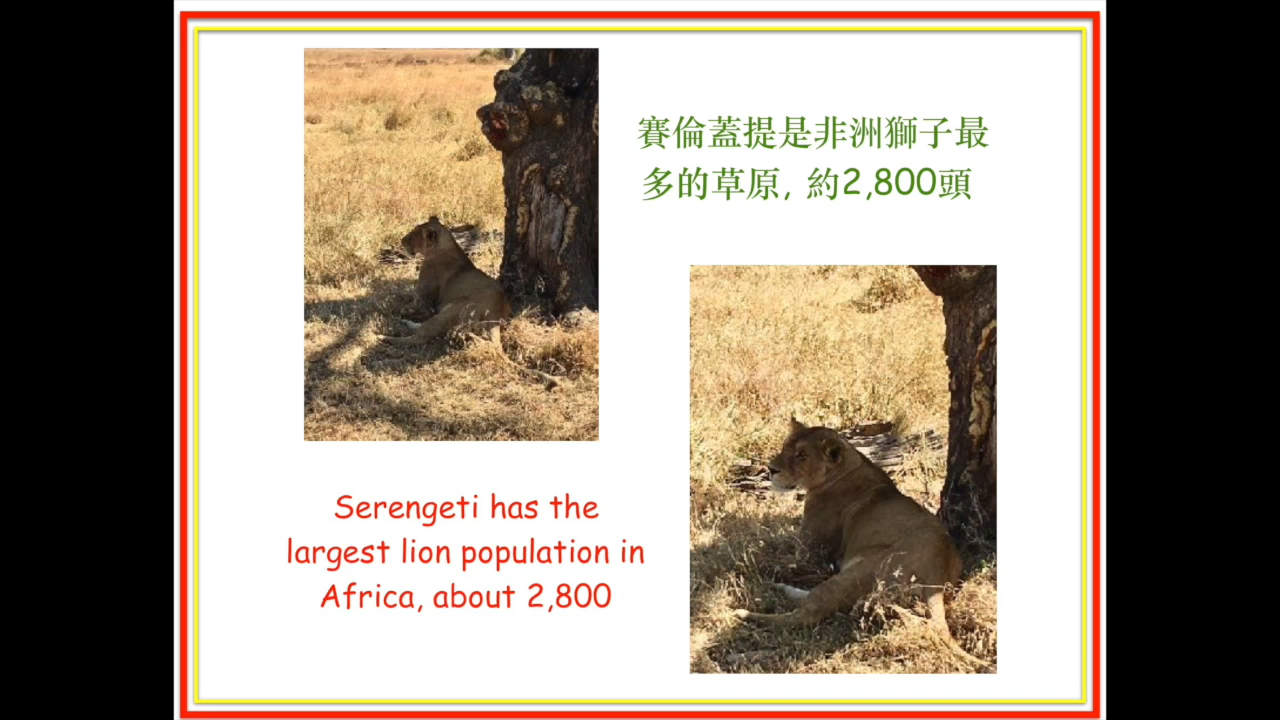 賽倫蓋提是非洲獅子最
多的草原, 約2,800頭
Serengeti has the
largest lion population in
Africa, about 2,800